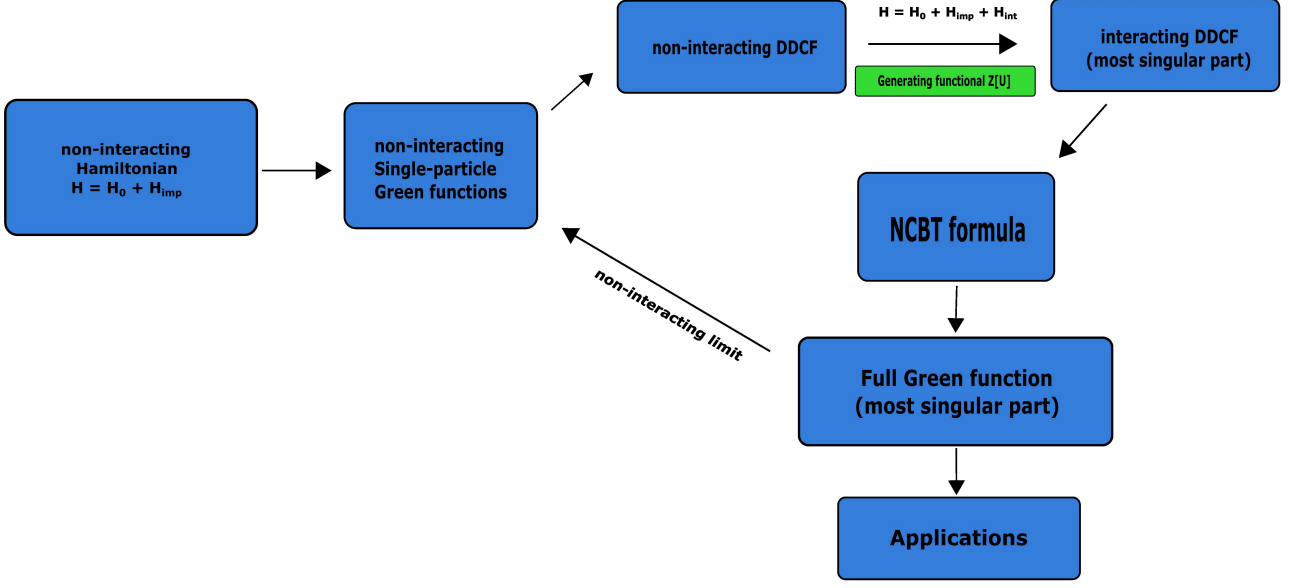 non-interacting
Hamiltonian
H = H₀ + Hᵢₘₚ
non-interacting
Single-particle
Green functions
non-interacting DDCF
H = H₀ + Hᵢₘₚ + Hᵢₙₜ
Generating functional Z[U]
interacting DDCF
(most singular part)
NCBT formula
non-interacting limit
Full Green function
(most singular part)
Applications